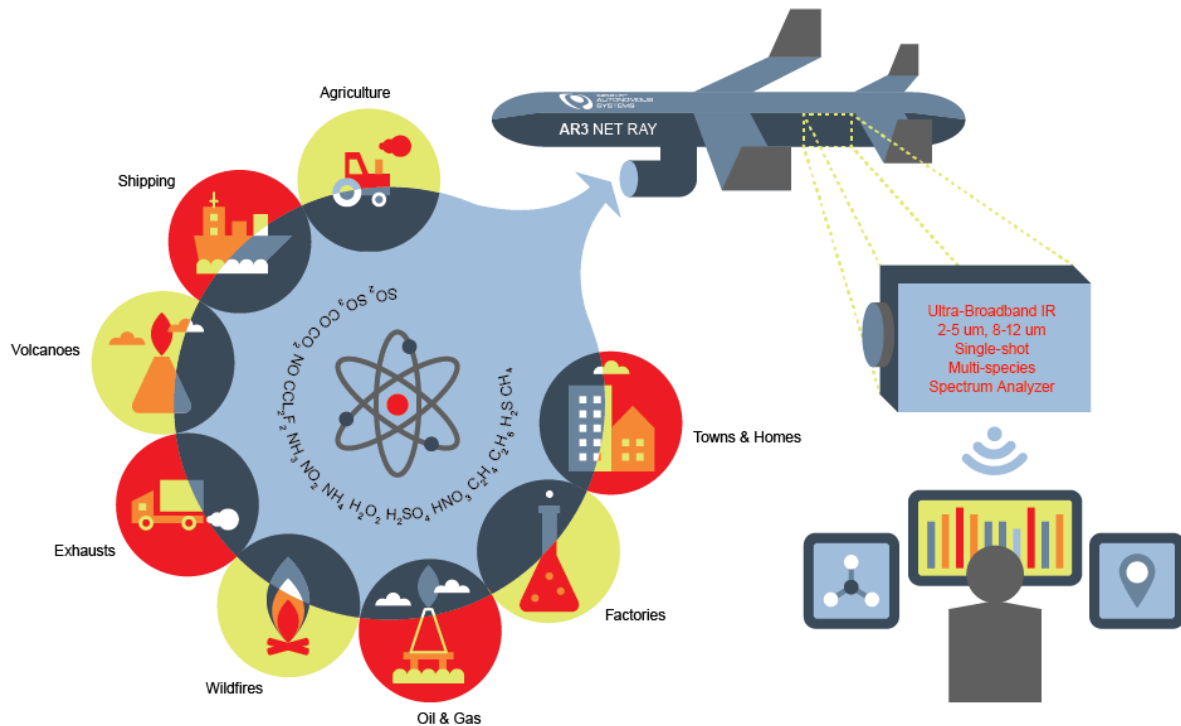 Agriculture
Shipping
Volcanoes
Exhausts
Wildfires
Oil & Gas
Factories
Towns & Homes
SO₂ SO₃ CO CO₂ NO CCL₂F₂ NH₃ NO₂ NH₄ H₂O₂ H₂SO₄ HNO₃ C₂H₄ C₂H₆ H₂S CH₄
AUTONOMOUS
SYSTEMS
AR3 NET RAY
Ultra-Broadband IR
2-5 um, 8-12 um
Single-shot
Multi-species
Spectrum Analyzer